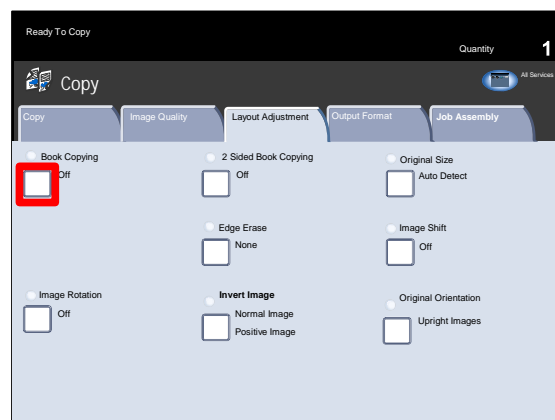 Ready To Copy
Quantity 1
Copy
All Services
Copy Image Quality Layout Adjustment Output Format Job Assembly
Book Copying
Off
2 Sided Book Copying
Off
Original Size
Auto Detect
Edge Erase
None
Image Shift
Off
Image Rotation
Off
Invert Image
Normal Image
Positive Image
Original Orientation
Upright Images